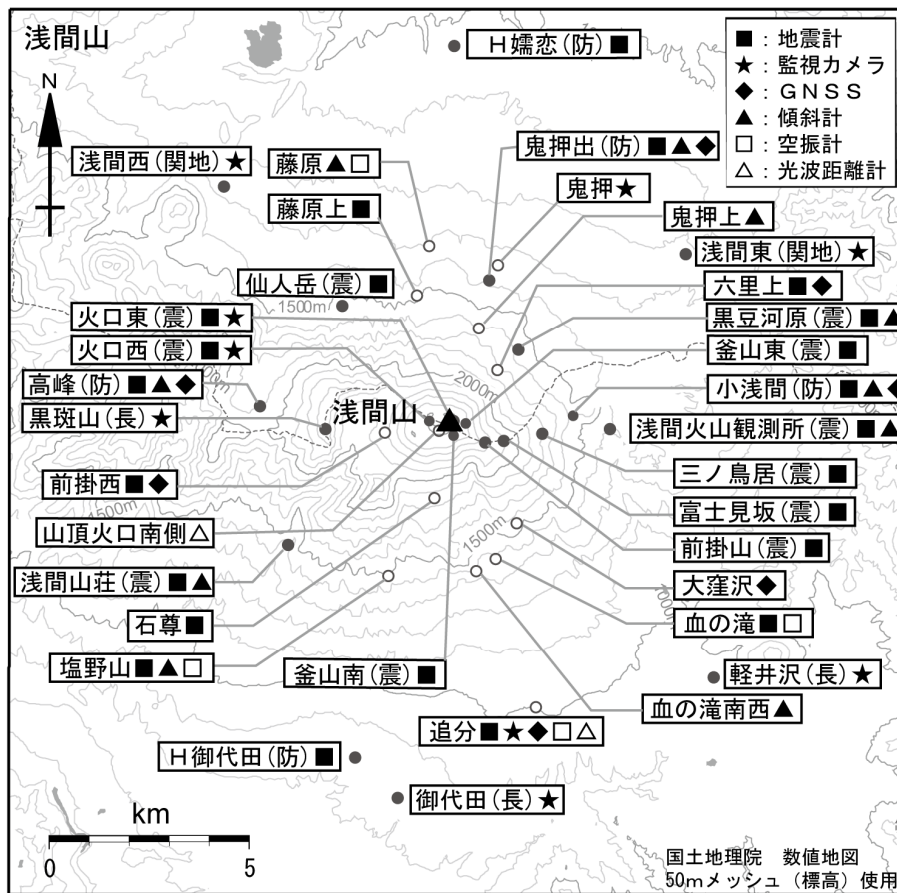 浅間山
H嬬恋(防)■
■:地震計
★:監視カメラ
◆:GNSS
▲:傾斜計
□:空振計
△:光波距離計
N
浅間西(関地)★
藤原▲□
鬼押出(防)■▲◆
鬼押★
藤原上■
鬼押上▲
浅間東(関地)★
仙人岳(震)■
1500m
六里上■◆
火口東(震)■★
黒豆河原(震)■▲
火口西(震)■★
釜山東(震)■
2000m
高峰(防)■▲◆
小浅間(防)■▲◆
黒斑山(長)★
浅間山
浅間火山観測所(震)■▲
前掛西■◆
三ノ鳥居(震)■
1500m
富士見坂(震)■
山頂火口南側△
1500m
前掛山(震)■
浅間山荘(震)■▲
大窪沢◆
石尊■
血の滝■□
塩野山■▲□
釜山南(震)■
軽井沢(長)★
血の滝南西▲
追分■★◆□△
H御代田(防)■
御代田(長)★
km
0 5
国土地理院 数値地図
50mメッシュ(標高)使用